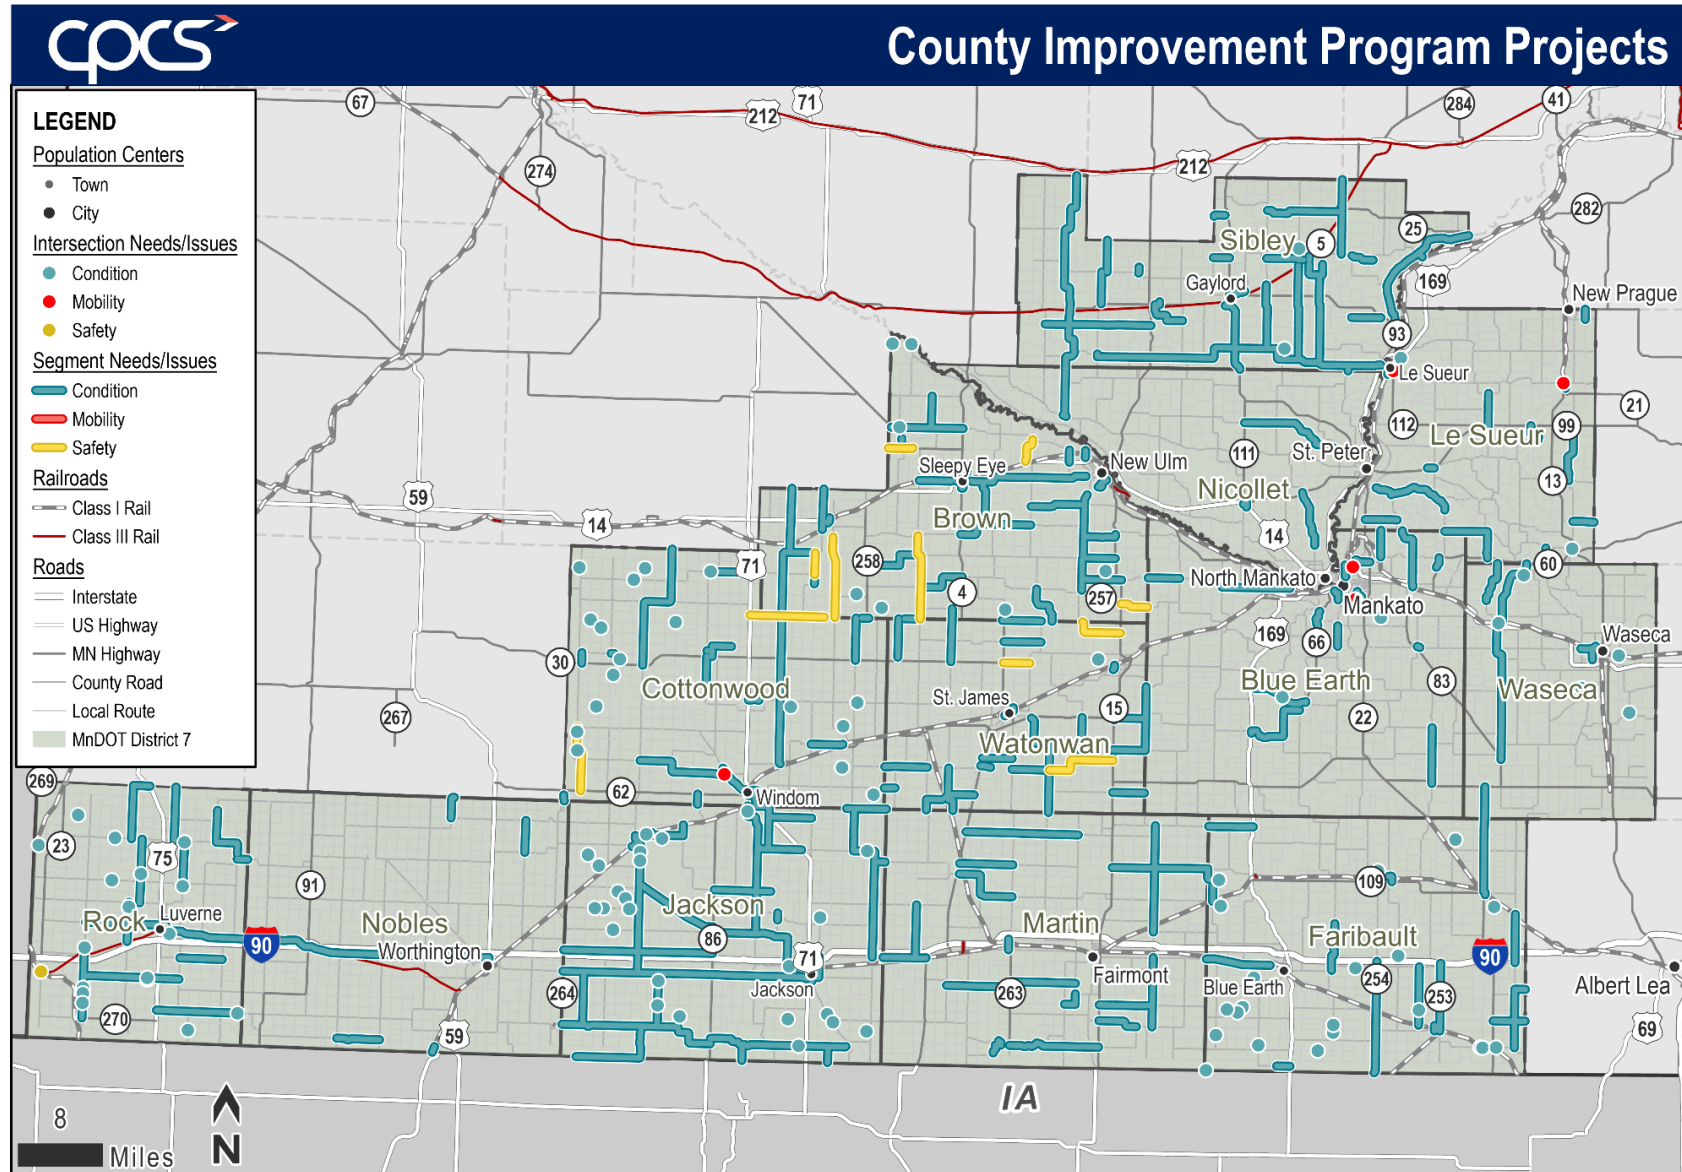 cpcs
County Improvement Program Projects
LEGEND
Population Centers
Town
City
Intersection Needs/Issues
Condition
Mobility
Safety
Segment Needs/Issues
Condition
Mobility
Safety
Railroads
Class I Rail
Class III Rail
Roads
Interstate
US Highway
MN Highway
County Road
Local Route
MnDOT District 7
67
71
212
284
41
274
212
282
25
Sibley
5
169
Gaylord
New Prague
93
Le Sueur
21
112
99
Le Sueur
111
St. Peter
Sleepy Eye
New Ulm
13
59
Nicollet
14
Brown
14
71
258
60
North Mankato
4
257
Mankato
169
66
Waseca
30
Cottonwood
Blue Earth
83
Waseca
St. James
15
22
267
Watonwan
269
62
Windom
23
75
91
109
Rock
Luverne
Nobles
Jackson
Martin
Faribault
90
86
71
90
Worthington
Fairmont
Blue Earth
254
Albert Lea
Jackson
264
263
253
270
59
69
IA
8
Miles
N